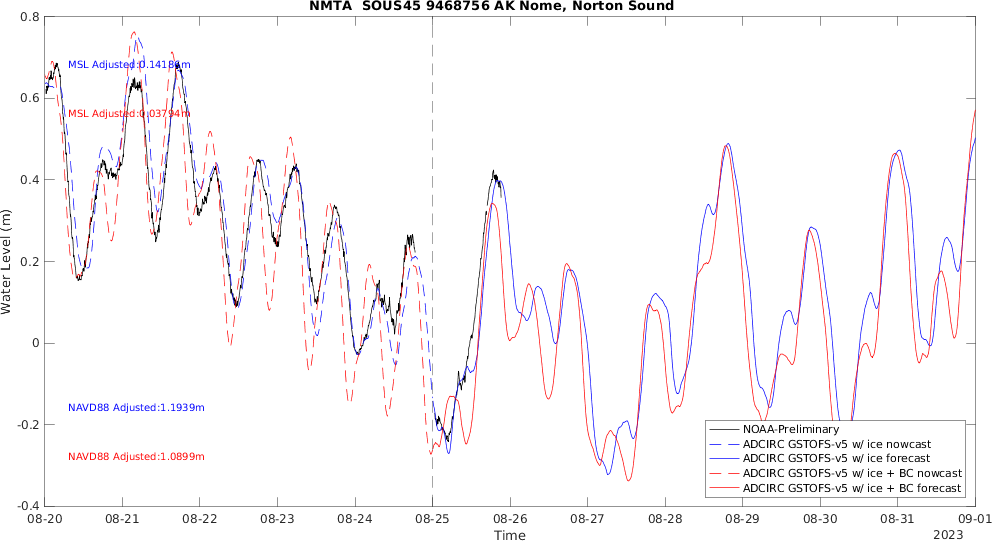 NMTA SOUS45 9468756 AK Nome, Norton Sound
0.8
0.6
0.4
0.2
0
-0.2
-0.4
Water Level (m)
MSL Adjusted:0.14186m
MSL Adjusted:0.03794m
NAVD88 Adjusted:1.1939m
NAVD88 Adjusted:1.0899m
NOAA-Preliminary
ADCIRC GSTOFS-v5 w/ ice nowcast
ADCIRC GSTOFS-v5 w/ ice forecast
ADCIRC GSTOFS-v5 w/ ice + BC nowcast
ADCIRC GSTOFS-v5 w/ ice + BC forecast
08-20 08-21 08-22 08-23 08-24 08-25 08-26 08-27 08-28 08-29 08-30 08-31 09-01
Time
2023